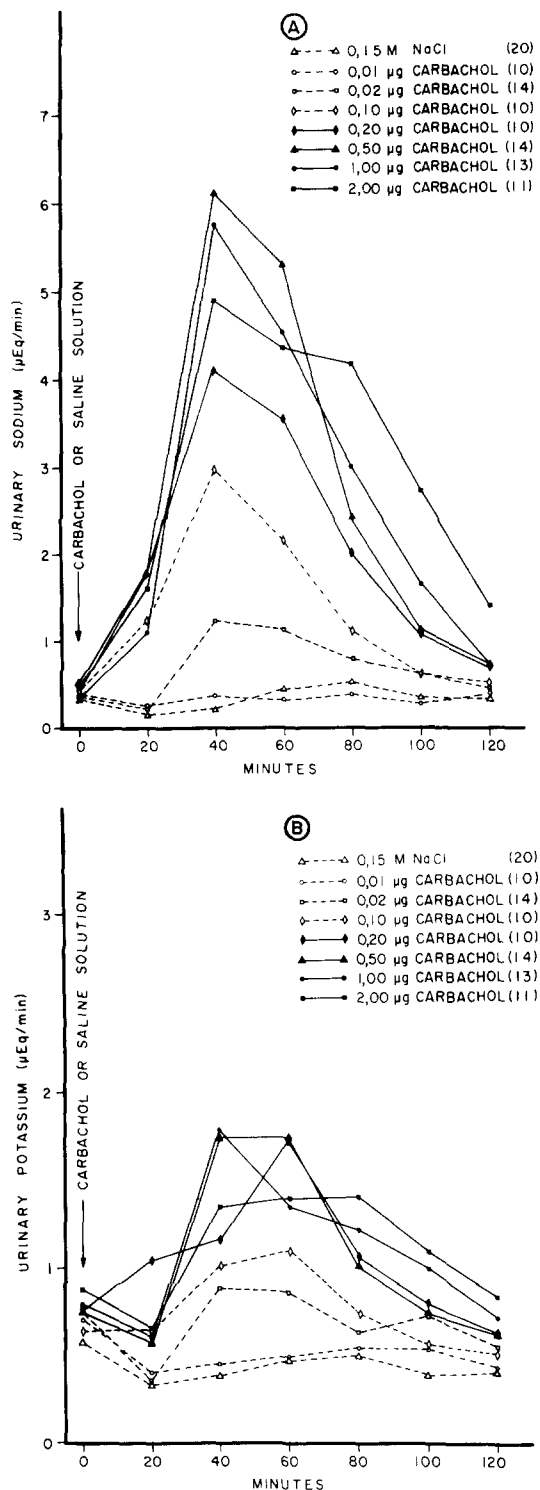 A
0,15 M NaCl (20)
0,01 µg CARBACHOL (10)
0,02 µg CARBACHOL (14)
0,10 µg CARBACHOL (10)
0,20 µg CARBACHOL (10)
0,50 µg CARBACHOL (14)
1,00 µg CARBACHOL (13)
2,00 µg CARBACHOL (11)
URINARY SODIUM (µEq/min)
CARBACHOL OR SALINE SOLUTION
7
6
5
4
3
2
1
0
0 20 40 60 80 100 120
MINUTES
B
0,15 M NaCl (20)
0,01 µg CARBACHOL (10)
0,02 µg CARBACHOL (14)
0,10 µg CARBACHOL (10)
0,20 µg CARBACHOL (10)
0,50 µg CARBACHOL (14)
1,00 µg CARBACHOL (13)
2,00 µg CARBACHOL (11)
URINARY POTASSIUM (µEq/min)
CARBACHOL OR SALINE SOLUTION
3
2
1
0
0 20 40 60 80 100 120
MINUTES